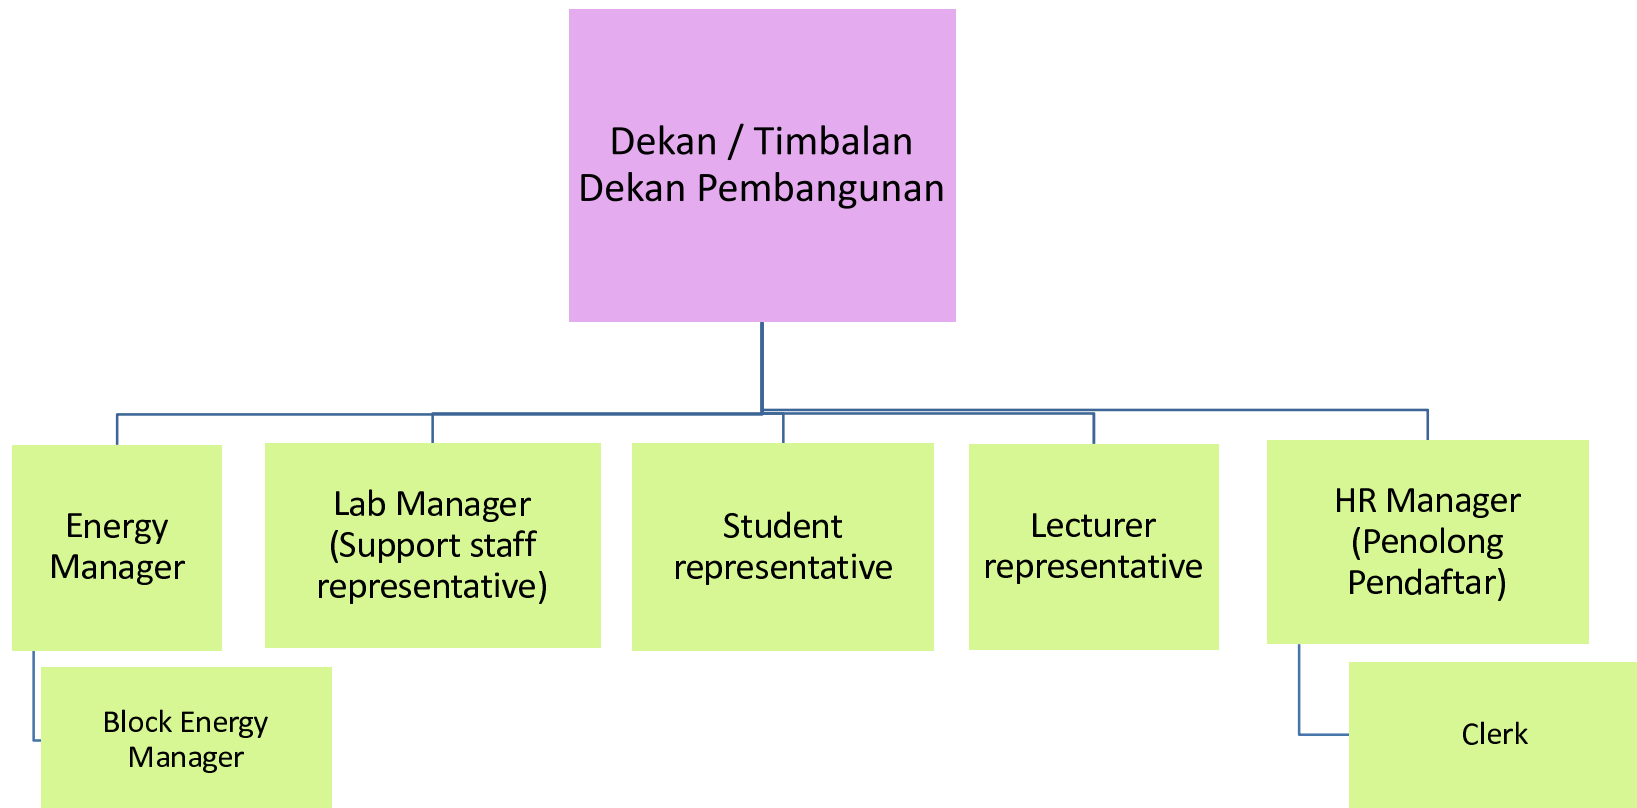 Dekan / Timbalan
Dekan Pembangunan
Energy
Manager
Lab Manager
(Support staff
representative)
Student
representative
Lecturer
representative
HR Manager
(Penolong
Pendaftar)
Block Energy
Manager
Clerk